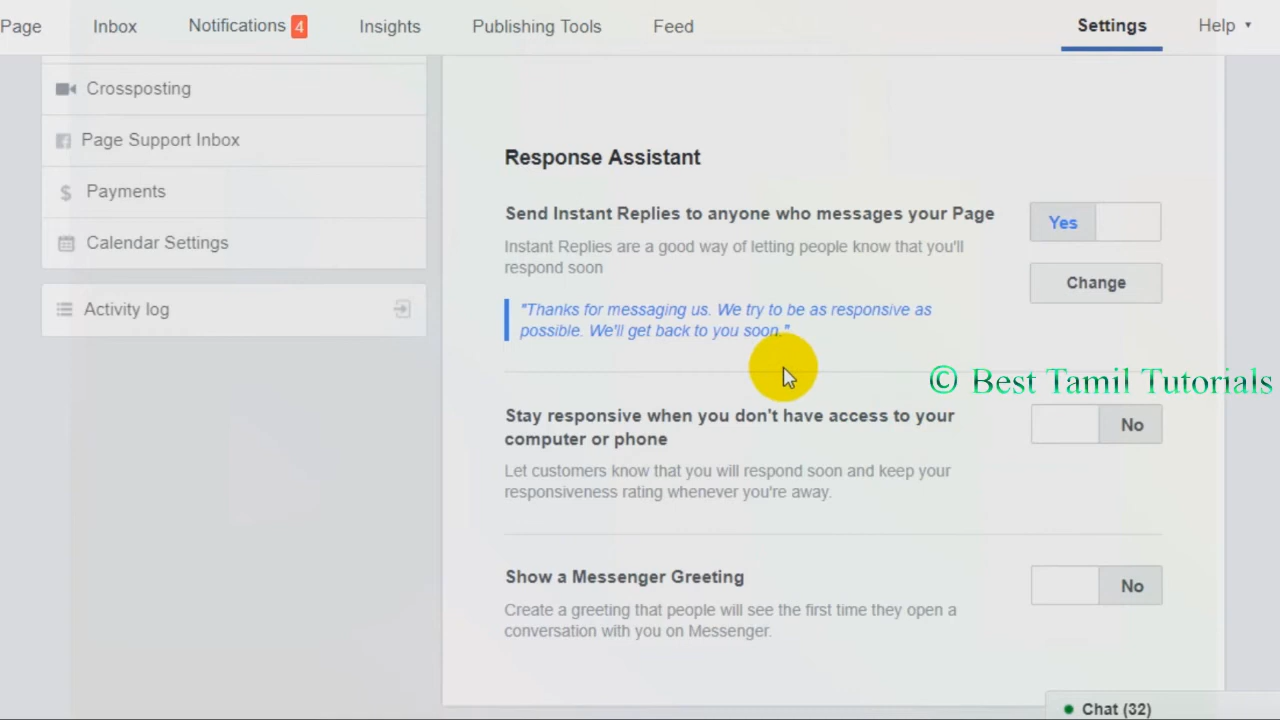 Page Inbox Notifications 4 Insights Publishing Tools Feed Settings Help
Crossposting
Page Support Inbox
Payments
Calendar Settings
Activity log
Response Assistant
Send Instant Replies to anyone who messages your Page
Yes
Instant Replies are a good way of letting people know that you'll
respond soon
Change
"Thanks for messaging us. We try to be as responsive as
possible. We'll get back to you soon."
© Best Tamil Tutorials
Stay responsive when you don't have access to your
computer or phone
No
Let customers know that you will respond soon and keep your
responsiveness rating whenever you're away.
Show a Messenger Greeting
No
Create a greeting that people will see the first time they open a
conversation with you on Messenger.
Chat (32)